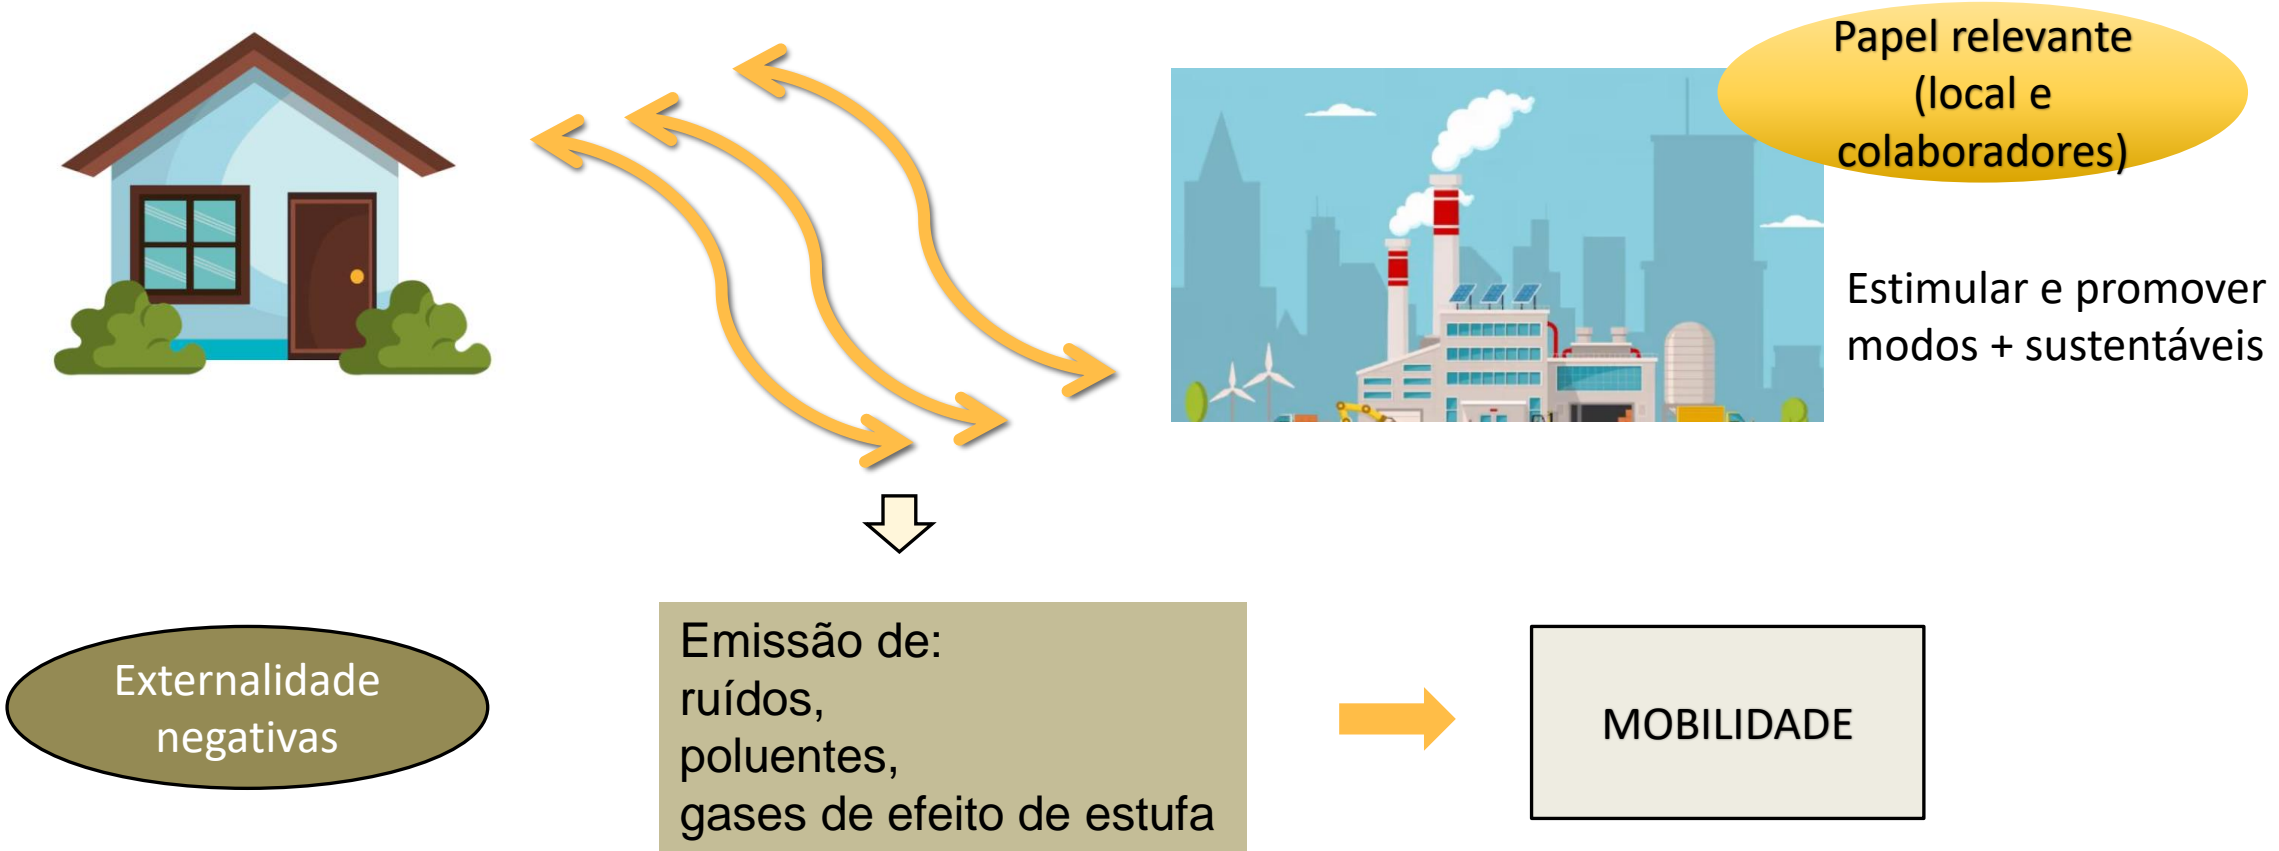 Papel relevante
(local e
colaboradores)
Estimular e promover
modos + sustentáveis
Externalidade
negativas
Emissão de:
ruídos,
poluentes,
gases de efeito de estufa
MOBILIDADE